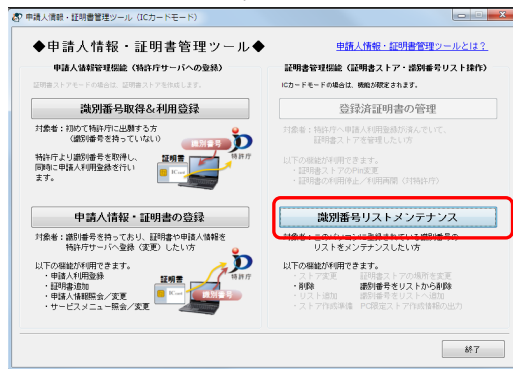 申請人情報・証明書管理ツール（ICカードモード）
◆申請人情報・証明書管理ツール◆
申請人情報・証明書管理ツールとは？
申請人情報管理機能（特許庁サーバへの登録）
証明書ストアモードの場合は、証明書ストアを作成します。
識別番号取得&利用登録
対象者：初めて特許庁に出願する方
（識別番号を持っていない）
特許庁より識別番号を取得し、
同時に申請人利用登録を行い
ます。
識別番号
証明書
特許庁
申請人情報・証明書の登録
対象者：識別番号を持っており、証明書や申請人情報を
特許庁サーバへ登録（変更）したい方
以下の機能が利用できます。
・申請人利用登録
・証明書追加
・申請人情報照会／変更
・サービスメニュー照会／変更
証明書
特許庁
識別番号
証明書管理機能（証明書ストア・識別番号リスト操作）
ICカードモードの場合は、機能が限定されます。
登録済証明書の管理
対象者：特許庁へ申請人利用登録が済んでいて、
証明書ストアを管理したい方
以下の機能が利用できます。
・証明書ストアのPin変更
・証明書の利用停止／利用再開（対特許庁）
識別番号リストメンテナンス
対象者：このパソコンに登録されている識別番号の
リストをメンテナンスしたい方
以下の機能が利用できます。
・ストア変更　証明書ストアの場所を変更
・削除　識別番号をリストから削除
・リスト追加　識別番号をリストへ追加
・ストア作成準備　PC限定ストア作成情報の出力
終了